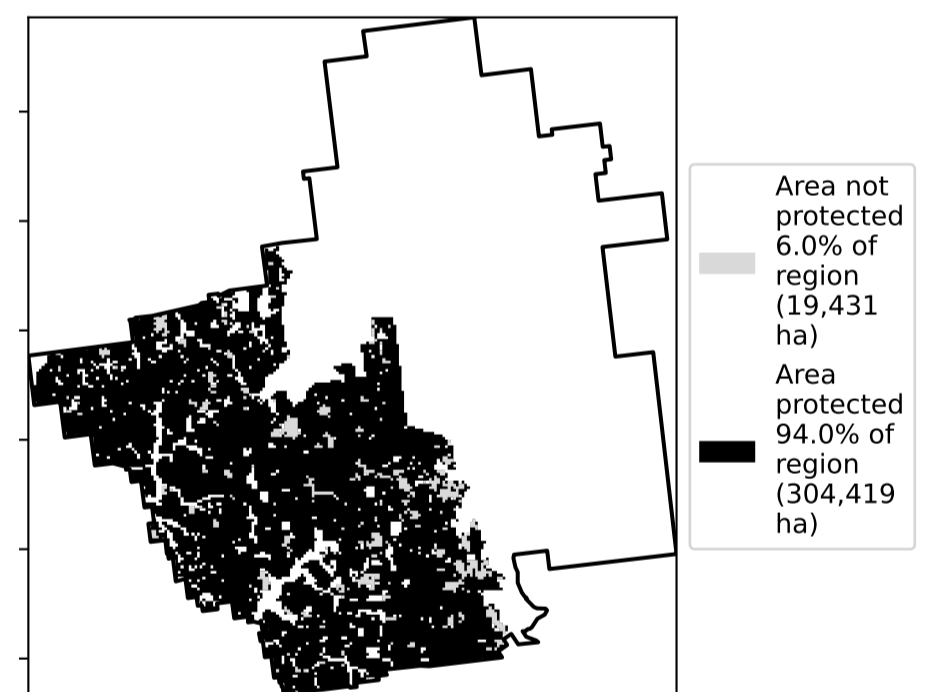 Area not
protected
6.0% of
region
(19,431
ha)
Area
protected
94.0% of
region
(304,419
ha)